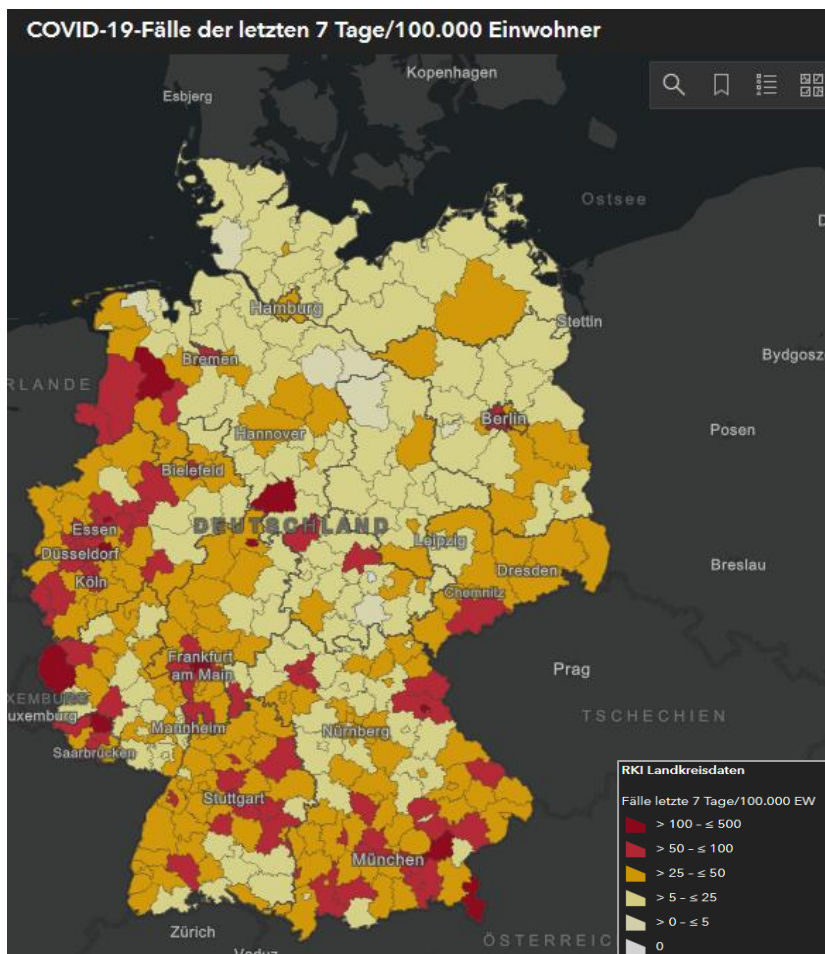 COVID-19-Fälle der letzten 7 Tage/100.000 Einwohner
Kopenhagen
Esbjerg
Ostsee
Hamburg
Stettin
Bremen
Bydgosz
RLANDE
Berlin
Posen
Hannover
Bielefeld
DEUTSCHLAND
Essen
Leipzig
Düsseldorf
Breslau
Dresden
Köln
Chemnitz
Frankfurt
am Main
Prag
XEMBURG
uxemburg
TSCHECHIEN
Mannheim
Nürnberg
Saarbrücken
RKI Landkreisdaten
Fälle letzte 7 Tage/100.000 EW
Stuttgart
> 100 – ≤ 500
> 50 – ≤ 100
München
> 25 – ≤ 50
> 5 – ≤ 25
> 0 – ≤ 5
Zürich
ÖSTERREIC
0